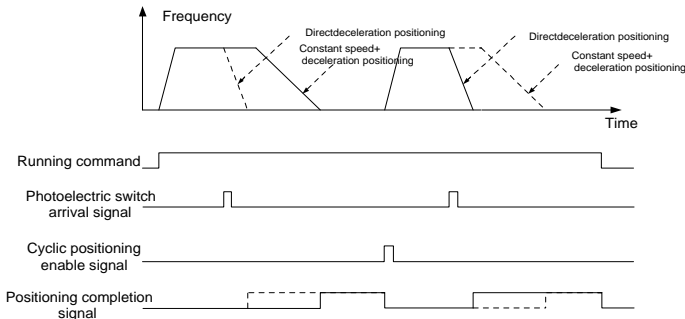 Frequency
Directdeceleration positioning
Constant speed+
deceleration positioning
Directdeceleration positioning
Constant speed+
deceleration positioning
Time
Running command
Photoelectric switch
arrival signal
Cyclic positioning
enable signal
Positioning completion
signal